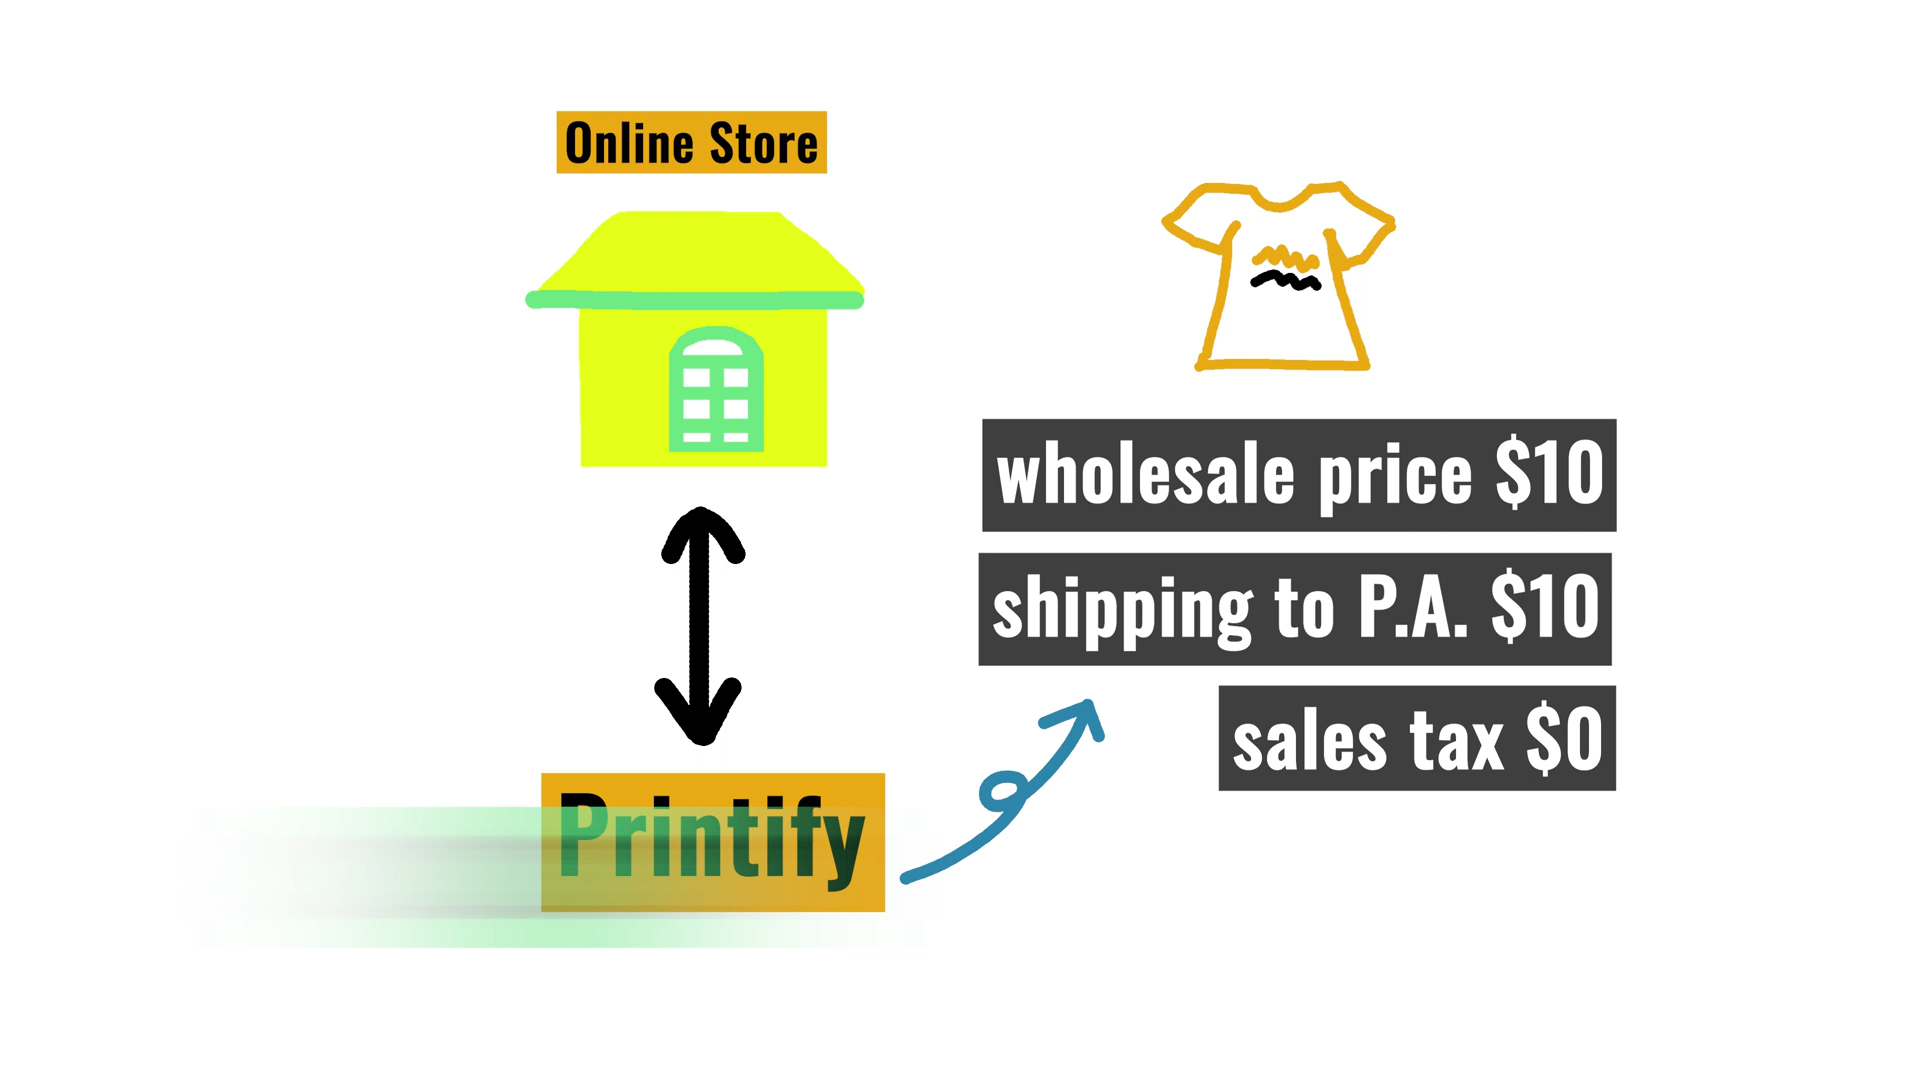 Online Store
wholesale price $10
shipping to P.A. $10
sales tax $0
Printify